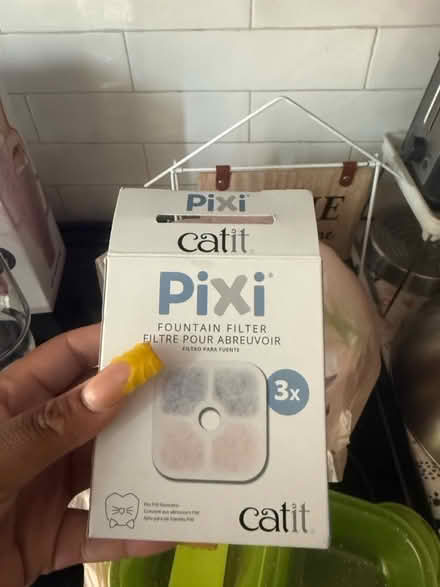 Pixi
catit
Pixi
FOUNTAIN FILTER
FILTRE POUR ABREUVOIR
FILTRO PARA FUENTE
3x
catit